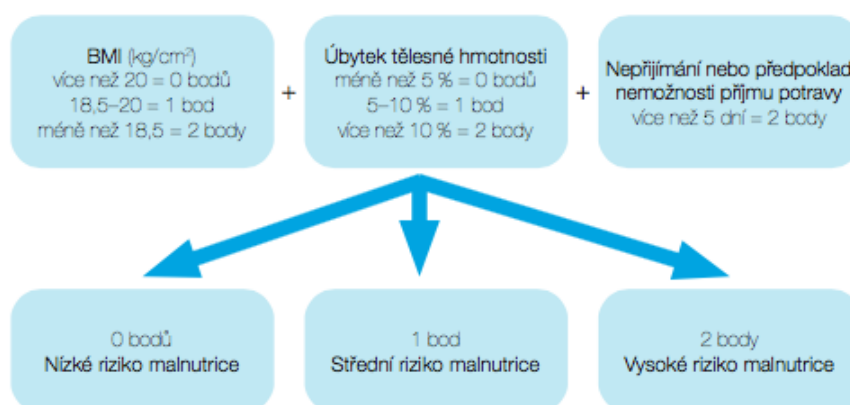 BMI (kg/cm²)
více než 20 = 0 bodů
18,5–20 = 1 bod
méně než 18,5 = 2 body
+
Úbytek tělesné hmotnosti
méně než 5 % = 0 bodů
5–10 % = 1 bod
více než 10 % = 2 body
+
Nepřijímání nebo předpoklad
nemožnosti příjmu potravy
více než 5 dní = 2 body
0 bodů
Nízké riziko malnutrice
1 bod
Střední riziko malnutrice
2 body
Vysoké riziko malnutrice